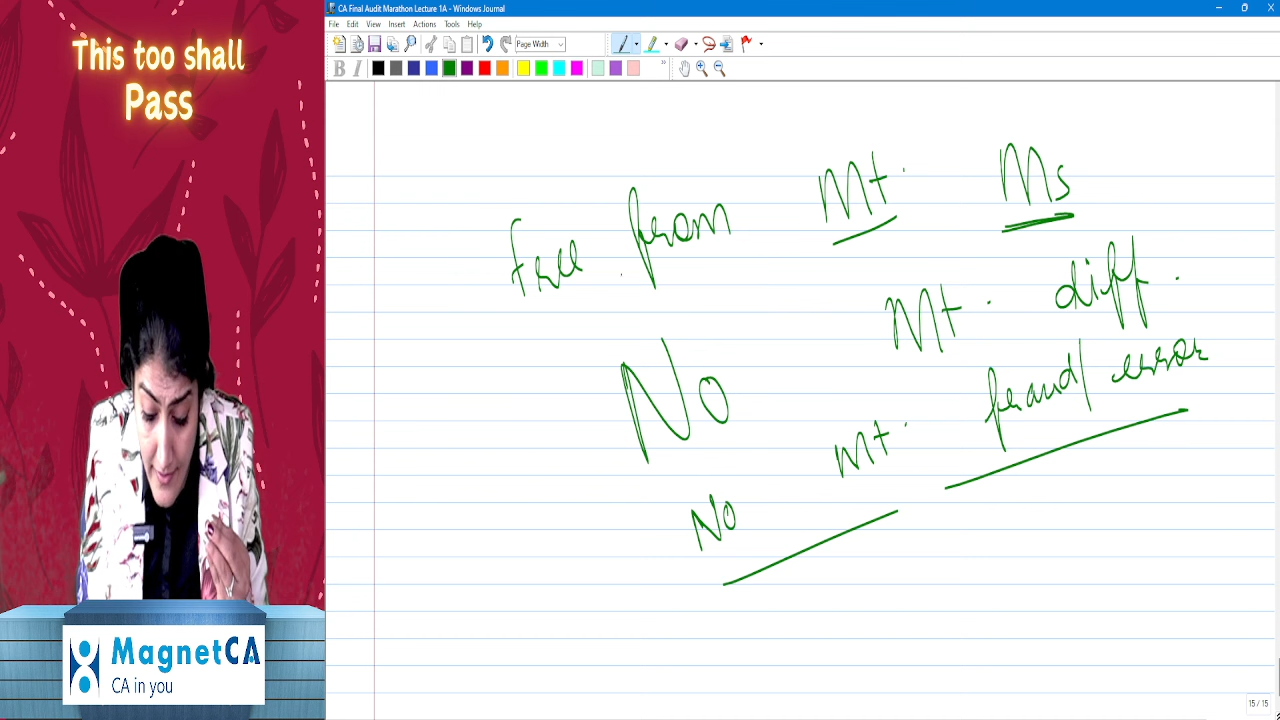 This too shall
Pass
CA Final Audit Marathon Lecture 1A - Windows Journal
File Edit View Insert Actions Tools Help
Page Width
B I
Free from Mt. Ms
No Mt. diff.
No Mt. fraud/error
MagnetCA
CA in you
15 / 15